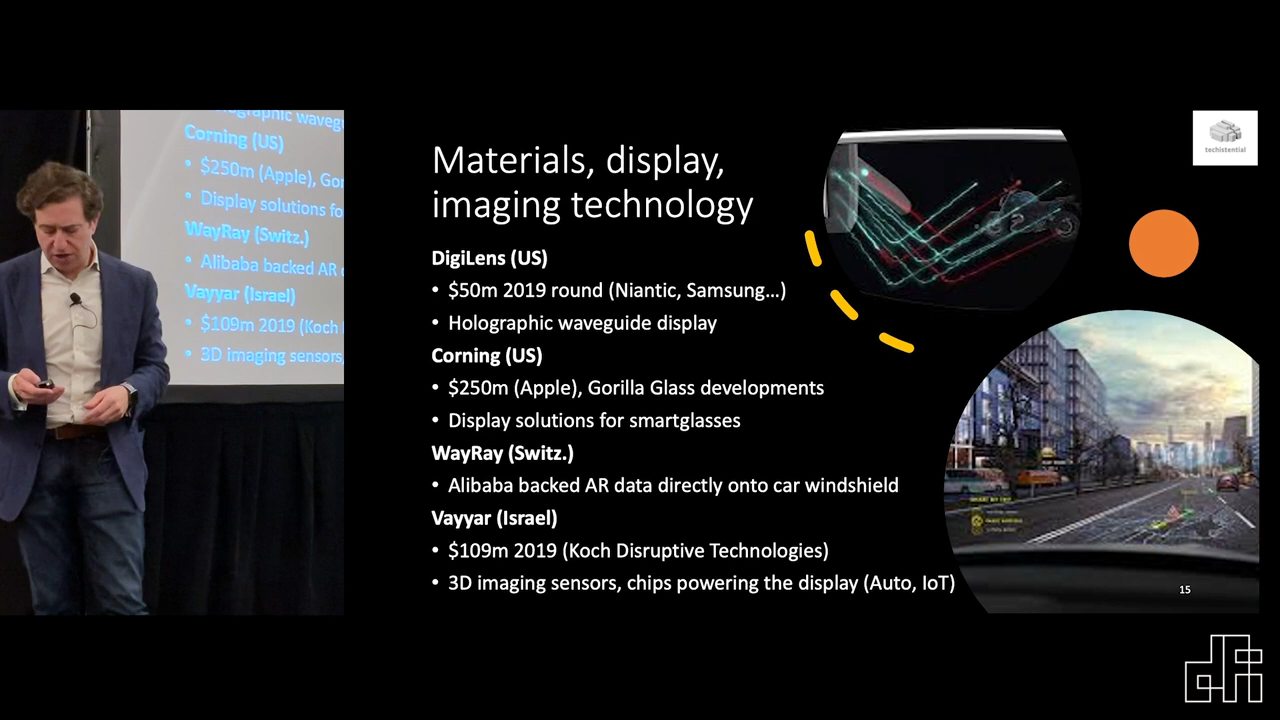 ographic waveg
Corning (US)
• $250m (Apple), Gor
• Display solutions fo
WayRay (Switz.)
• Alibaba backed AR
Vayyar (Israel)
• $109m 2019 (Koch
• 3D imaging sensors,
Materials, display,
imaging technology
DigiLens (US)
• $50m 2019 round (Niantic, Samsung...)
• Holographic waveguide display
Corning (US)
• $250m (Apple), Gorilla Glass developments
• Display solutions for smartglasses
WayRay (Switz.)
• Alibaba backed AR data directly onto car windshield
Vayyar (Israel)
• $109m 2019 (Koch Disruptive Technologies)
• 3D imaging sensors, chips powering the display (Auto, IoT)
techistential
15
dfi